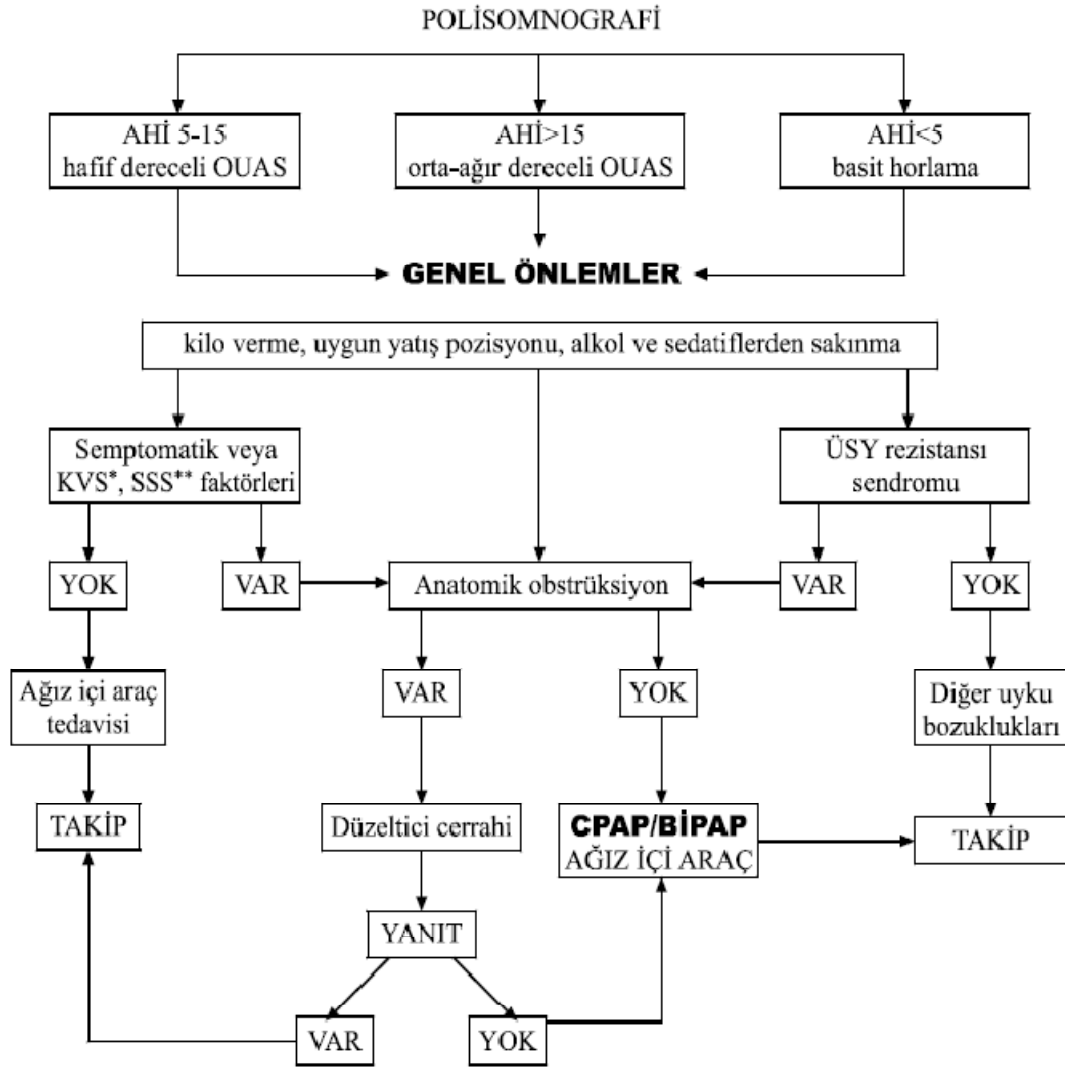 POLİSOMNOGRAFİ
AHİ 5-15
hafif dereceli OUAS
AHİ>15
orta-ağır dereceli OUAS
AHİ<5
basit horlama
GENEL ÖNLEMLER
kilo verme, uygun yatış pozisyonu, alkol ve sedatiflerden sakınma
Semptomatik veya
KVS*, SSS** faktörleri
ÜSY rezistansı
sendromu
YOK
VAR
Anatomik obstrüksiyon
VAR
YOK
Ağız içi araç
tedavisi
VAR
YOK
Diğer uyku
bozuklukları
TAKİP
Düzeltici cerrahi
CPAP/BİPAP
AĞIZ İÇİ ARAÇ
TAKİP
YANIT
VAR
YOK